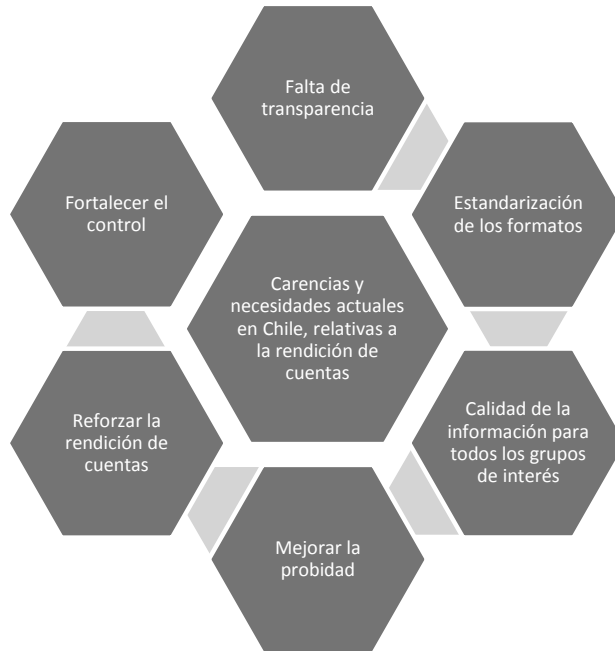 Falta de
transparencia
Estandarización
de los formatos
Calidad de la
información para
todos los grupos
de interés
Mejorar la
probidad
Reforzar la
rendición de
cuentas
Fortalecer el
control
Carencias y
necesidades actuales
en Chile, relativas a
la rendición de
cuentas